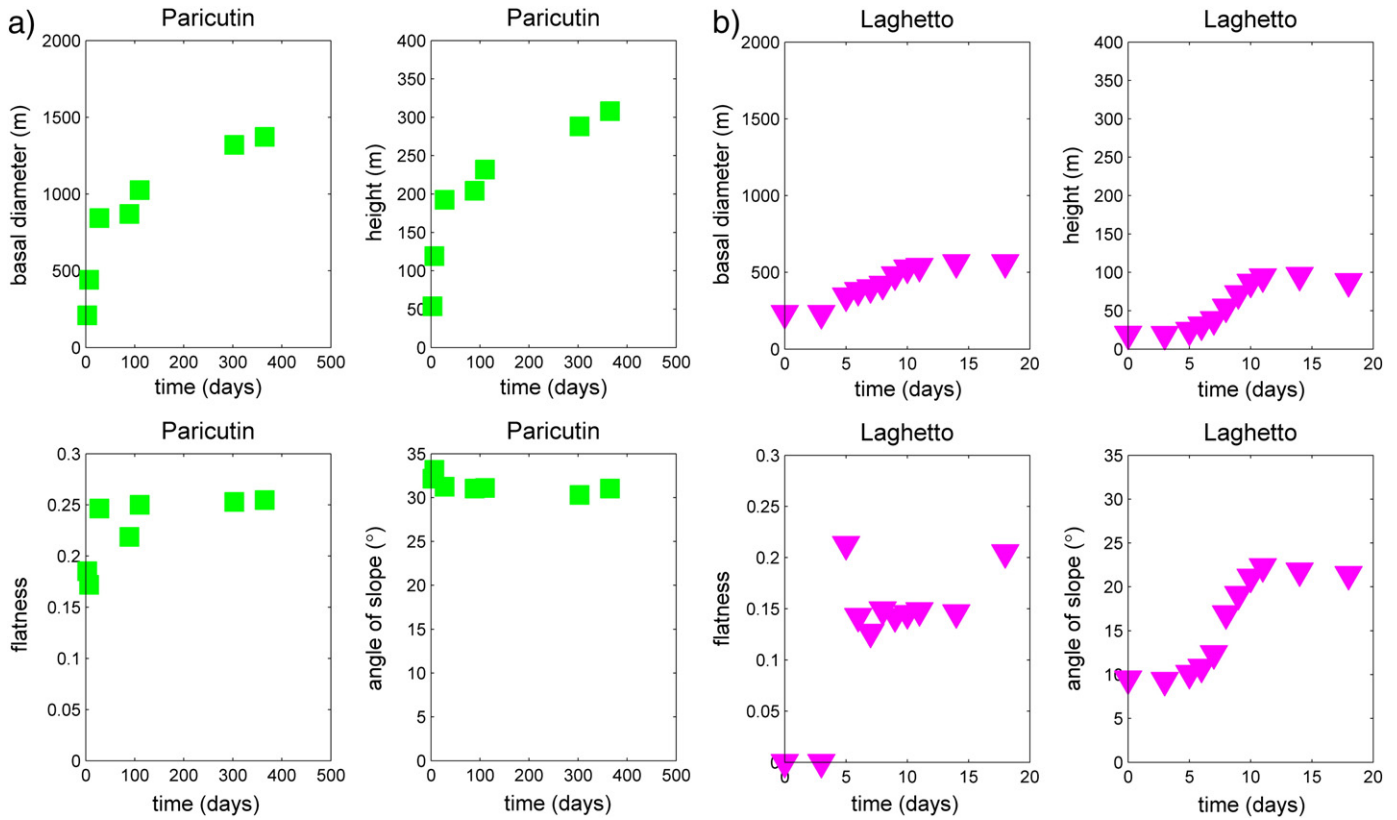 a)
Paricutin
2000
1500
1000
500
0
0 100 200 300 400 500
basal diameter (m)
time (days)
Paricutin
400
350
300
250
200
150
100
50
0
0 100 200 300 400 500
height (m)
time (days)
b)
Laghetto
2000
1500
1000
500
0
0 5 10 15 20
basal diameter (m)
time (days)
Laghetto
400
350
300
250
200
150
100
50
0
0 5 10 15 20
height (m)
time (days)
Paricutin
0.3
0.25
0.2
0.15
0.1
0.05
0
0 100 200 300 400 500
flatness
time (days)
Paricutin
35
30
25
20
15
10
5
0
0 100 200 300 400 500
angle of slope (°)
time (days)
Laghetto
0.3
0.25
0.2
0.15
0.1
0.05
0
0 5 10 15 20
flatness
time (days)
Laghetto
35
30
25
20
15
10
5
0
0 5 10 15 20
angle of slope (°)
time (days)